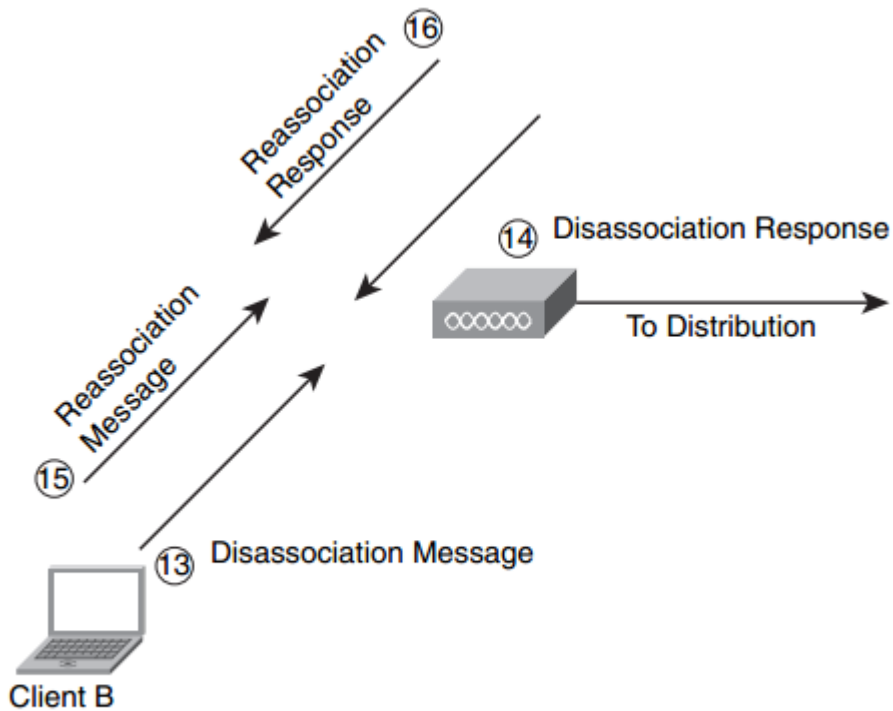 16
Reassociation
Response
14 Disassociation Response
To Distribution
Reassociation
Message
15
13 Disassociation Message
Client B